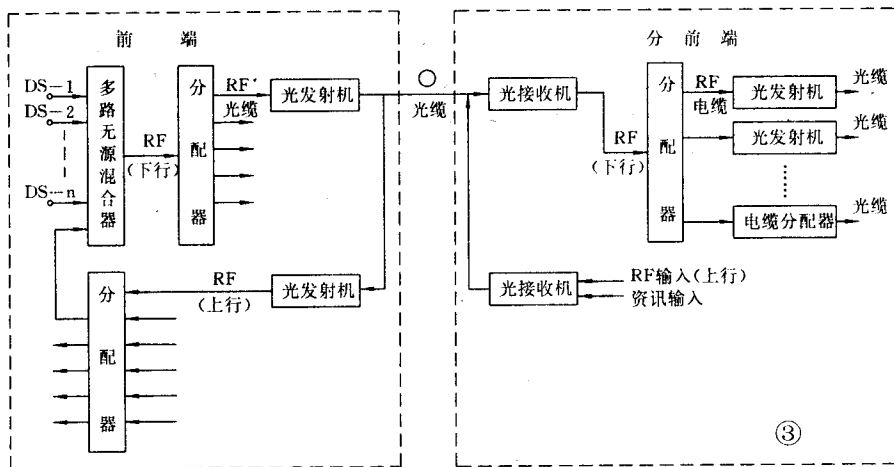 前 端
DS-1
DS-2
DS-n
多路无源混合器
RF
(下行)
分配器
RF
光缆
光发射机
光缆
RF
(上行)
光发射机
分配器
分 前 端
光接收机
RF
(下行)
分配器
RF
电缆
光发射机
光缆
光发射机
光缆
电缆分配器
光缆
光接收机
RF输入(上行)
资讯输入
③